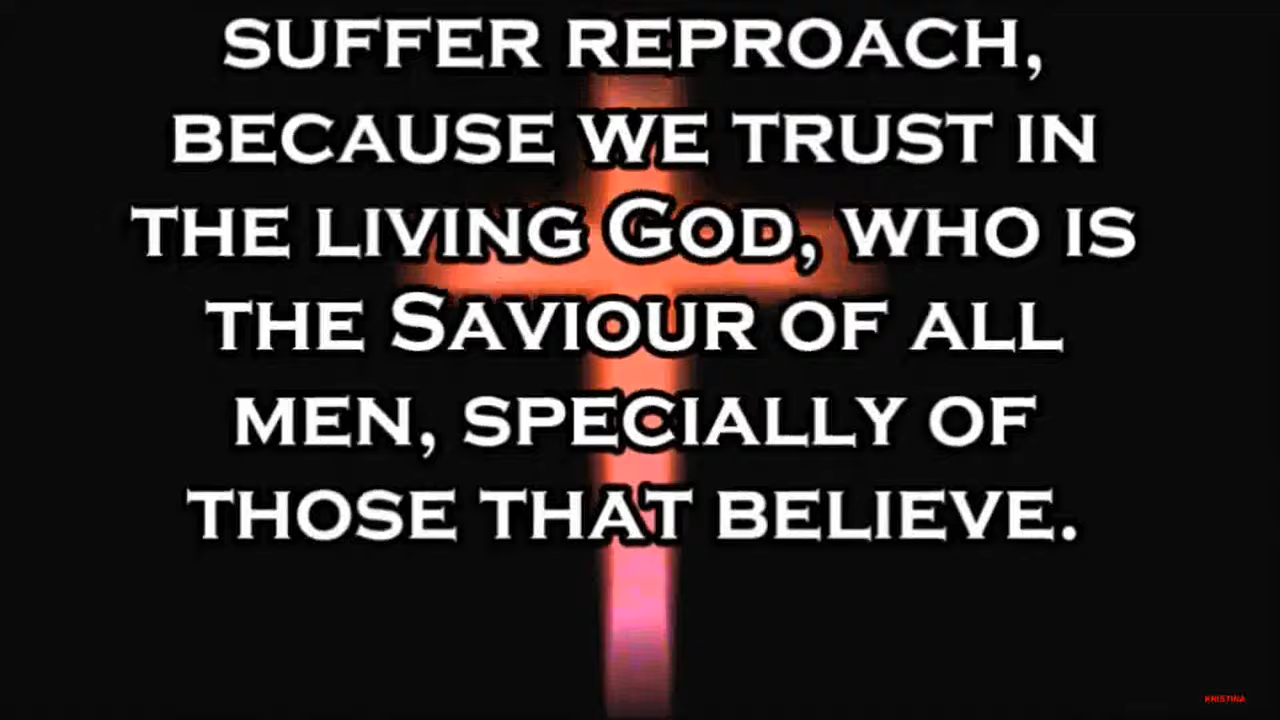 SUFFER REPROACH,
BECAUSE WE TRUST IN
THE LIVING GOD, WHO IS
THE SAVIOUR OF ALL
MEN, SPECIALLY OF
THOSE THAT BELIEVE.
KRISTINA